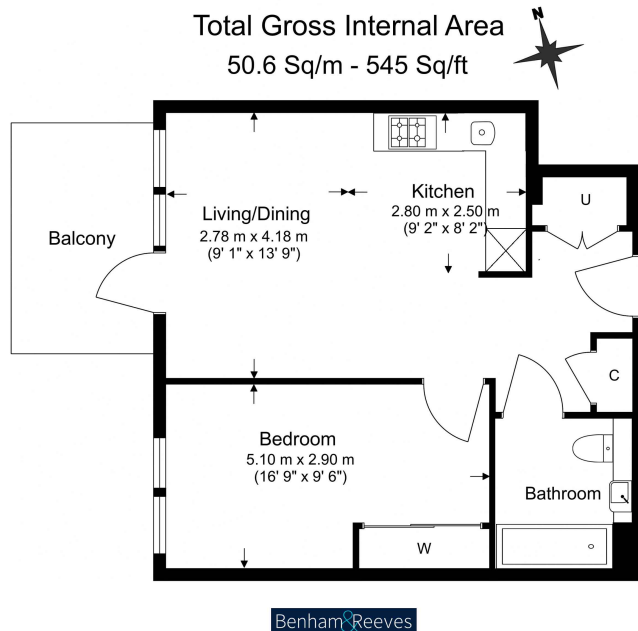 Total Gross Internal Area
50.6 Sq/m - 545 Sq/ft
N
Balcony
Living/Dining
2.78 m x 4.18 m
(9' 1" x 13' 9")
Kitchen
2.80 m x 2.50 m
(9' 2" x 8' 2")
U
C
Bedroom
5.10 m x 2.90 m
(16' 9" x 9' 6")
W
Bathroom
Benham&Reeves